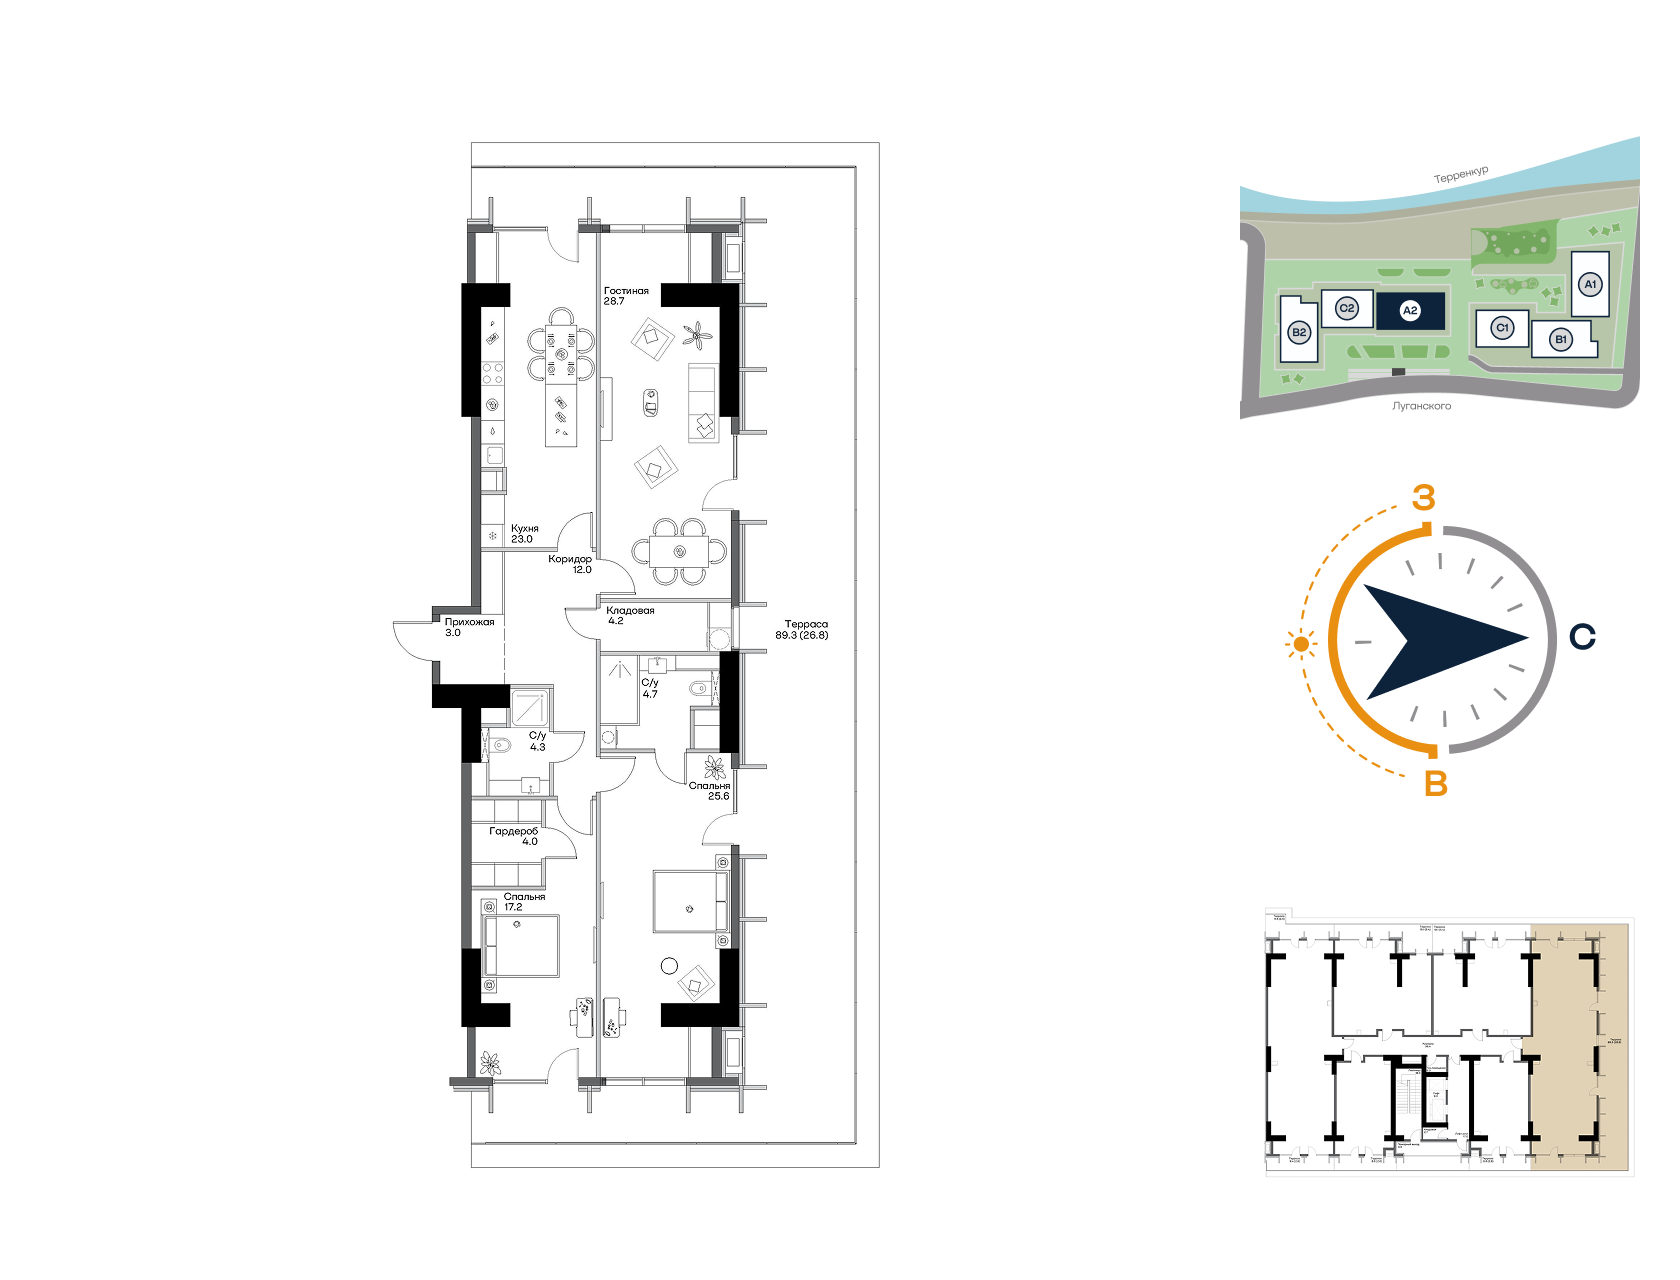 Гостиная
28.7
Кухня
23.0
Коридор
12.0
Кладовая
4.2
Прихожая
3.0
Терраса
89.3 (26.8)
С/у
4.7
С/у
4.3
Спальня
25.6
Гардероб
4.0
Спальня
17.2
Терренкур
A1
C2
A2
B2
C1
B1
Луганского
З
С
В